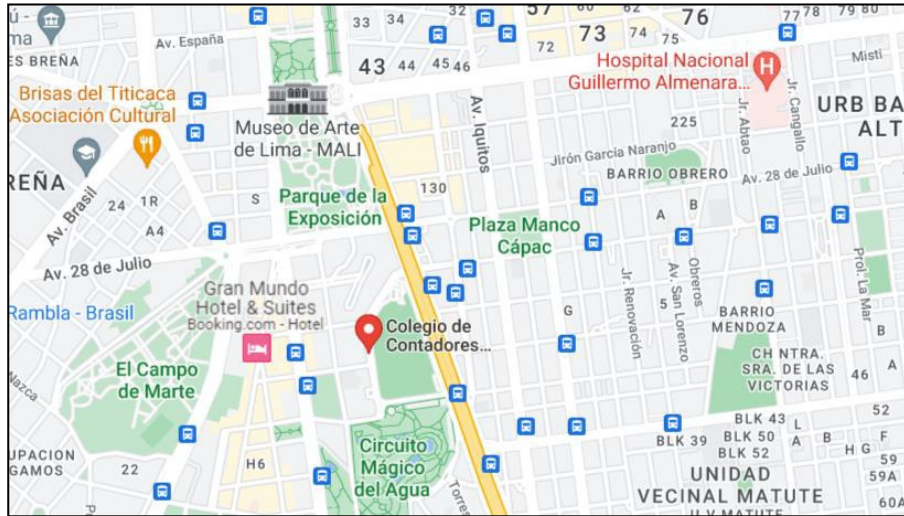 ú -
ma
Av. España
ES BREÑA
33
34
32
57
76
77
78
79
80
43
44
45
46
72
73
74
75
Misti
Hospital Nacional
Guillermo Almenara...
H
Brisas del Titicaca
Asociación Cultural
Museo de Arte
de Lima - MALI
Av. Iquitos
225
Jr. Abtao
Jr. Cangallo
URB BA
ALT
Jirón García Naranjo
BARRIO OBRERO
Av. 28 de Julio
REÑA
Av. Brasil
24
1R
A4
S
Parque de la
Exposición
130
Plaza Manco
Cápac
A
B
Av. 28 de Julio
Rambla - Brasil
Gran Mundo
Hotel & Suites
Booking.com - Hotel
Colegio de
Contadores...
G
Jr. Renovación
5
Av. San Lorenzo
Obreros
Prol. La Mar
BARRIO
MENDOZA
B
El Campo
de Marte
CH NTRA.
SRA. DE LAS
VICTORIAS
46
A
Nazca
UPACION
GAMOS
22
H6
Circuito
Mágico
del Agua
Torres
BLK 43
BLK 39
BLK 50
BLK 52
L
A
B
H
G
F
52
59
59A
60A
UNIDAD
VECINAL MATUTE
U.V MATUTE